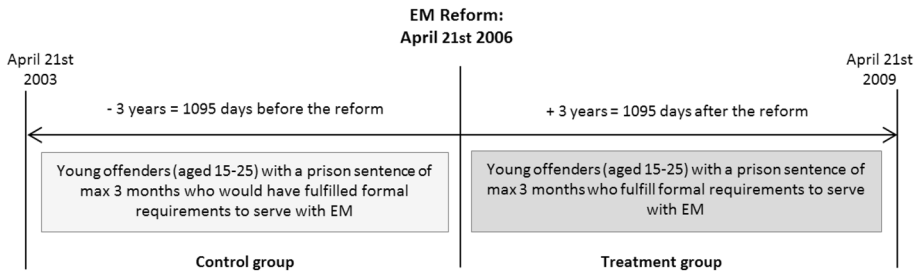 EM Reform:
April 21st 2006
April 21st
2003
April 21st
2009
- 3 years = 1095 days before the reform
+ 3 years = 1095 days after the reform
Young offenders (aged 15-25) with a prison sentence of
max 3 months who would have fulfilled formal
requirements to serve with EM
Young offenders (aged 15-25) with a prison sentence of
max 3 months who fulfill formal requirements to serve
with EM
Control group
Treatment group